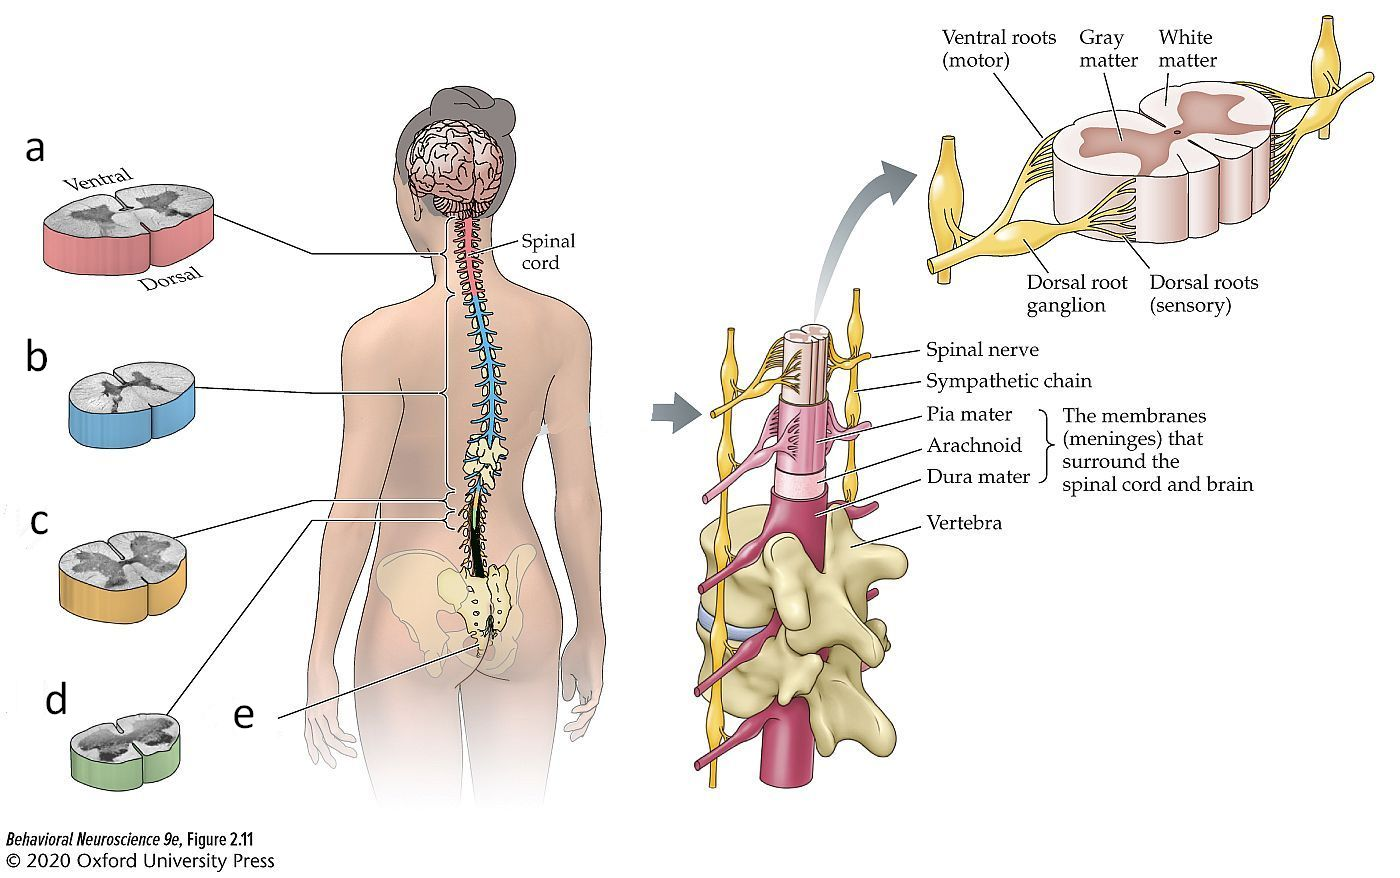 a
Ventral
Dorsal
b
c
d
e
Spinal
cord
Ventral roots
(motor)
Gray
matter
White
matter
Dorsal root
ganglion
Dorsal roots
(sensory)
Spinal nerve
Sympathetic chain
Pia mater
Arachnoid
Dura mater
The membranes
(meninges) that
surround the
spinal cord and brain
Vertebra
Behavioral Neuroscience 9e, Figure 2.11
© 2020 Oxford University Press